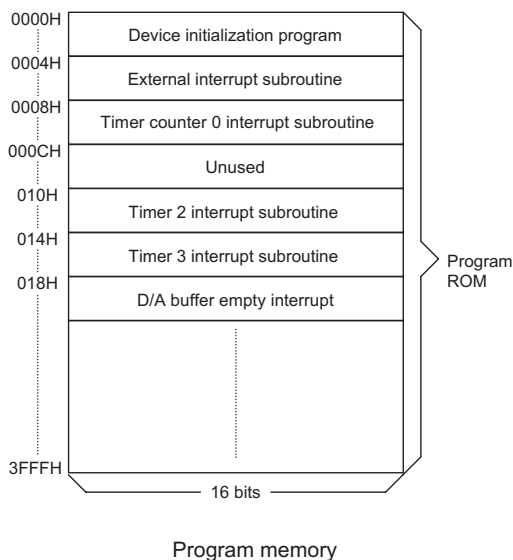 0000H
Device initialization program
0004H
External interrupt subroutine
0008H
Timer counter 0 interrupt subroutine
000CH
Unused
010H
Timer 2 interrupt subroutine
014H
Timer 3 interrupt subroutine
018H
D/A buffer empty interrupt
Program
ROM
3FFFH
16 bits
Program memory